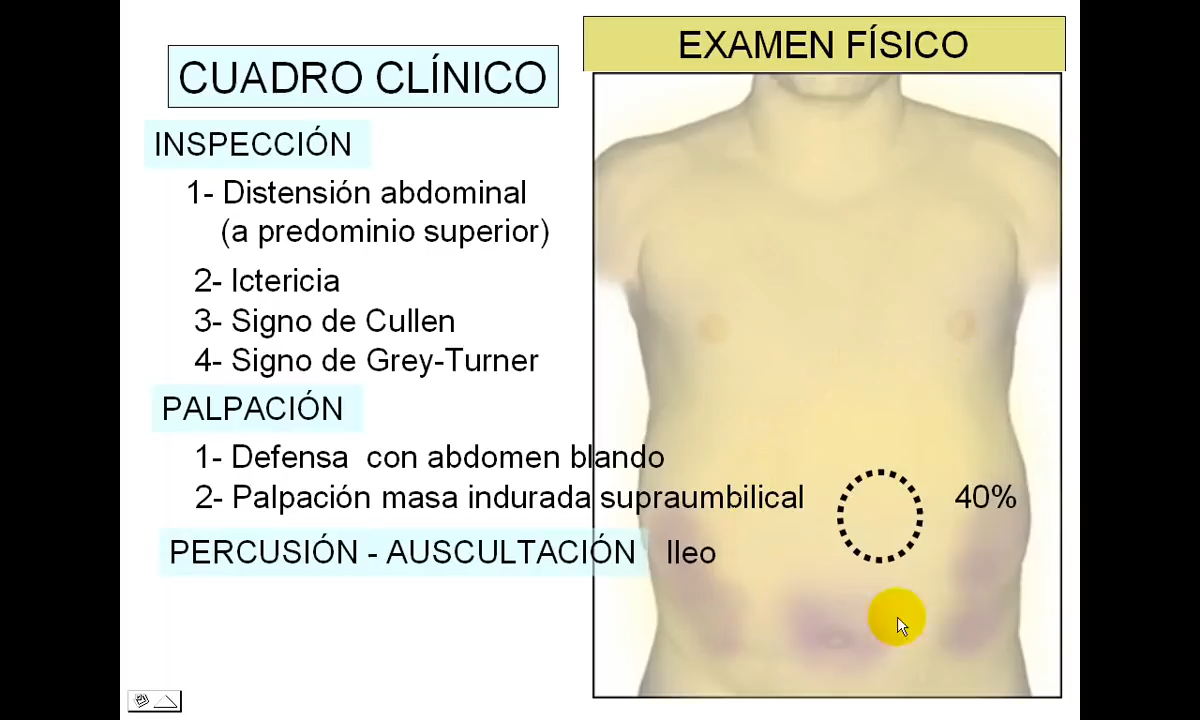 EXAMEN FÍSICO
CUADRO CLÍNICO
INSPECCIÓN
1- Distensión abdominal
(a predominio superior)
2- Ictericia
3- Signo de Cullen
4- Signo de Grey-Turner
PALPACIÓN
1- Defensa con abdomen blando
2- Palpación masa indurada supraumbilical 40%
PERCUSIÓN - AUSCULTACIÓN Ileo